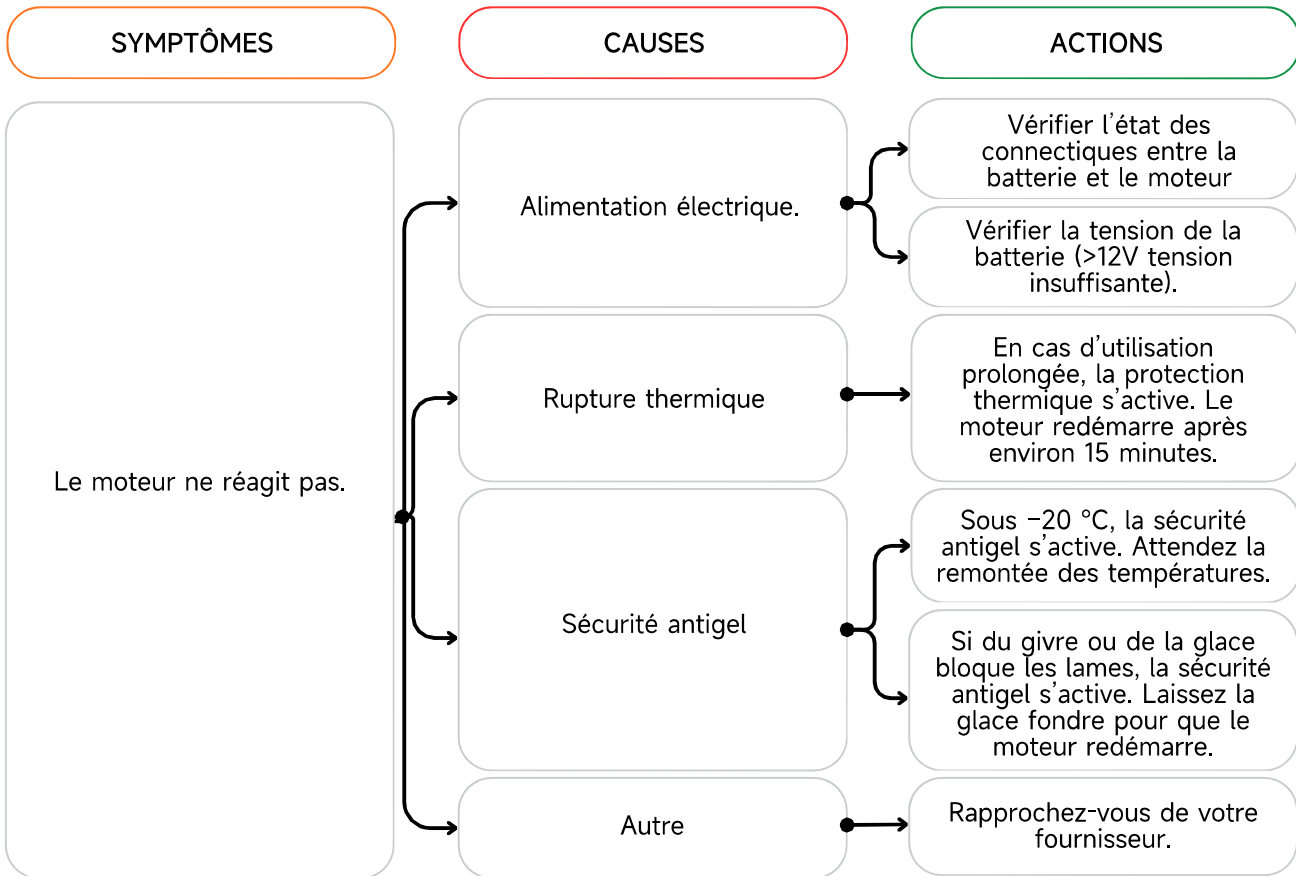 SYMPTÔMES
CAUSES
ACTIONS
Le moteur ne réagit pas.
Alimentation électrique.
Vérifier l’état des
connectiques entre la
batterie et le moteur
Vérifier la tension de la
batterie (>12V tension
insuffisante).
Rupture thermique
En cas d’utilisation
prolongée, la protection
thermique s’active. Le
moteur redémarre après
environ 15 minutes.
Sécurité antigel
Sous −20 °C, la sécurité
antigel s’active. Attendez la
remontée des températures.
Si du givre ou de la glace
bloque les lames, la sécurité
antigel s’active. Laissez la
glace fondre pour que le
moteur redémarre.
Autre
Rapprochez-vous de votre
fournisseur.